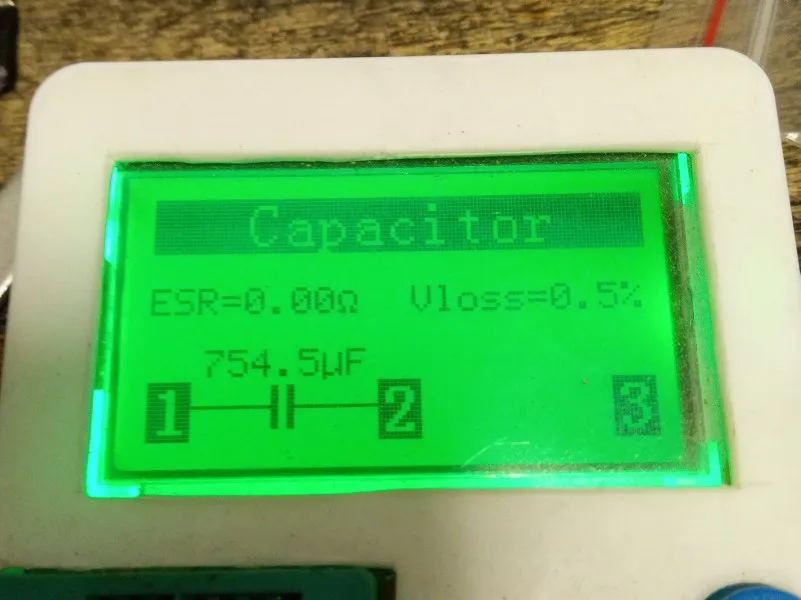 Capacitor
ESR=0.00Ω Vloss=0.5%
754.5µF
1 2 3